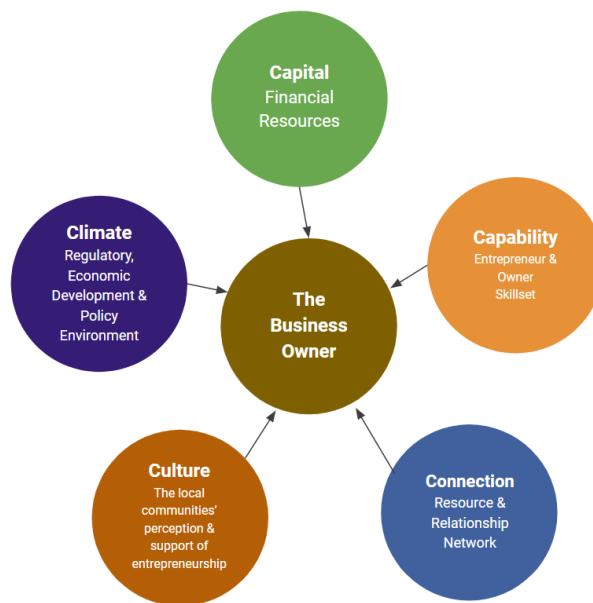 Capital
Financial
Resources
Climate
Regulatory,
Economic
Development &
Policy
Environment
Capability
Entrepreneur &
Owner
Skillset
The
Business
Owner
Culture
The local
communities'
perception &
support of
entrepreneurship
Connection
Resource &
Relationship
Network